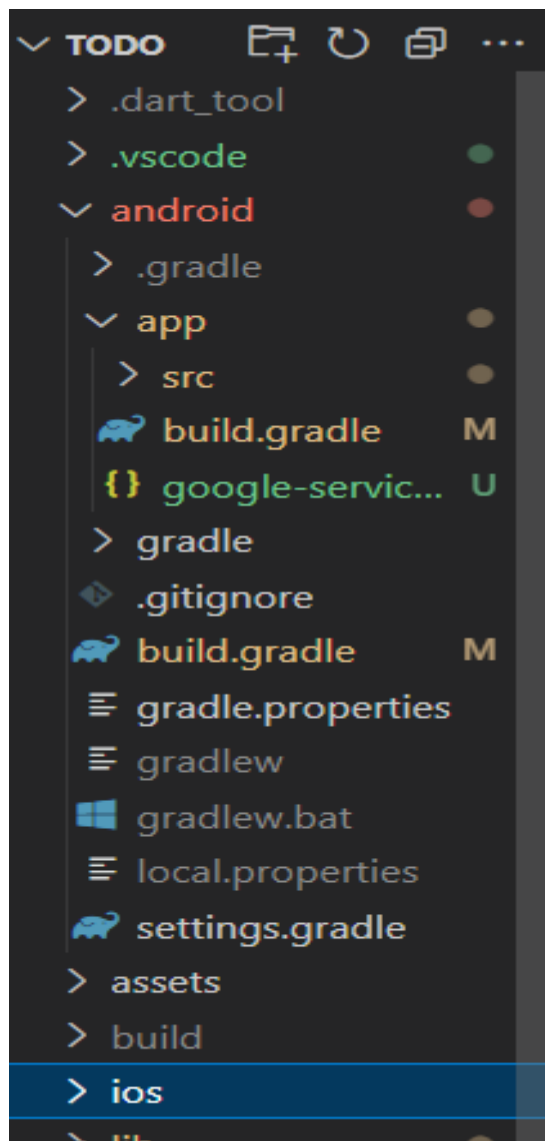 TODO
.dart_tool
.vscode
android
.gradle
app
src
build.gradle M
google-servic... U
gradle
.gitignore
build.gradle M
gradle.properties
gradlew
gradlew.bat
local.properties
settings.gradle
assets
build
ios